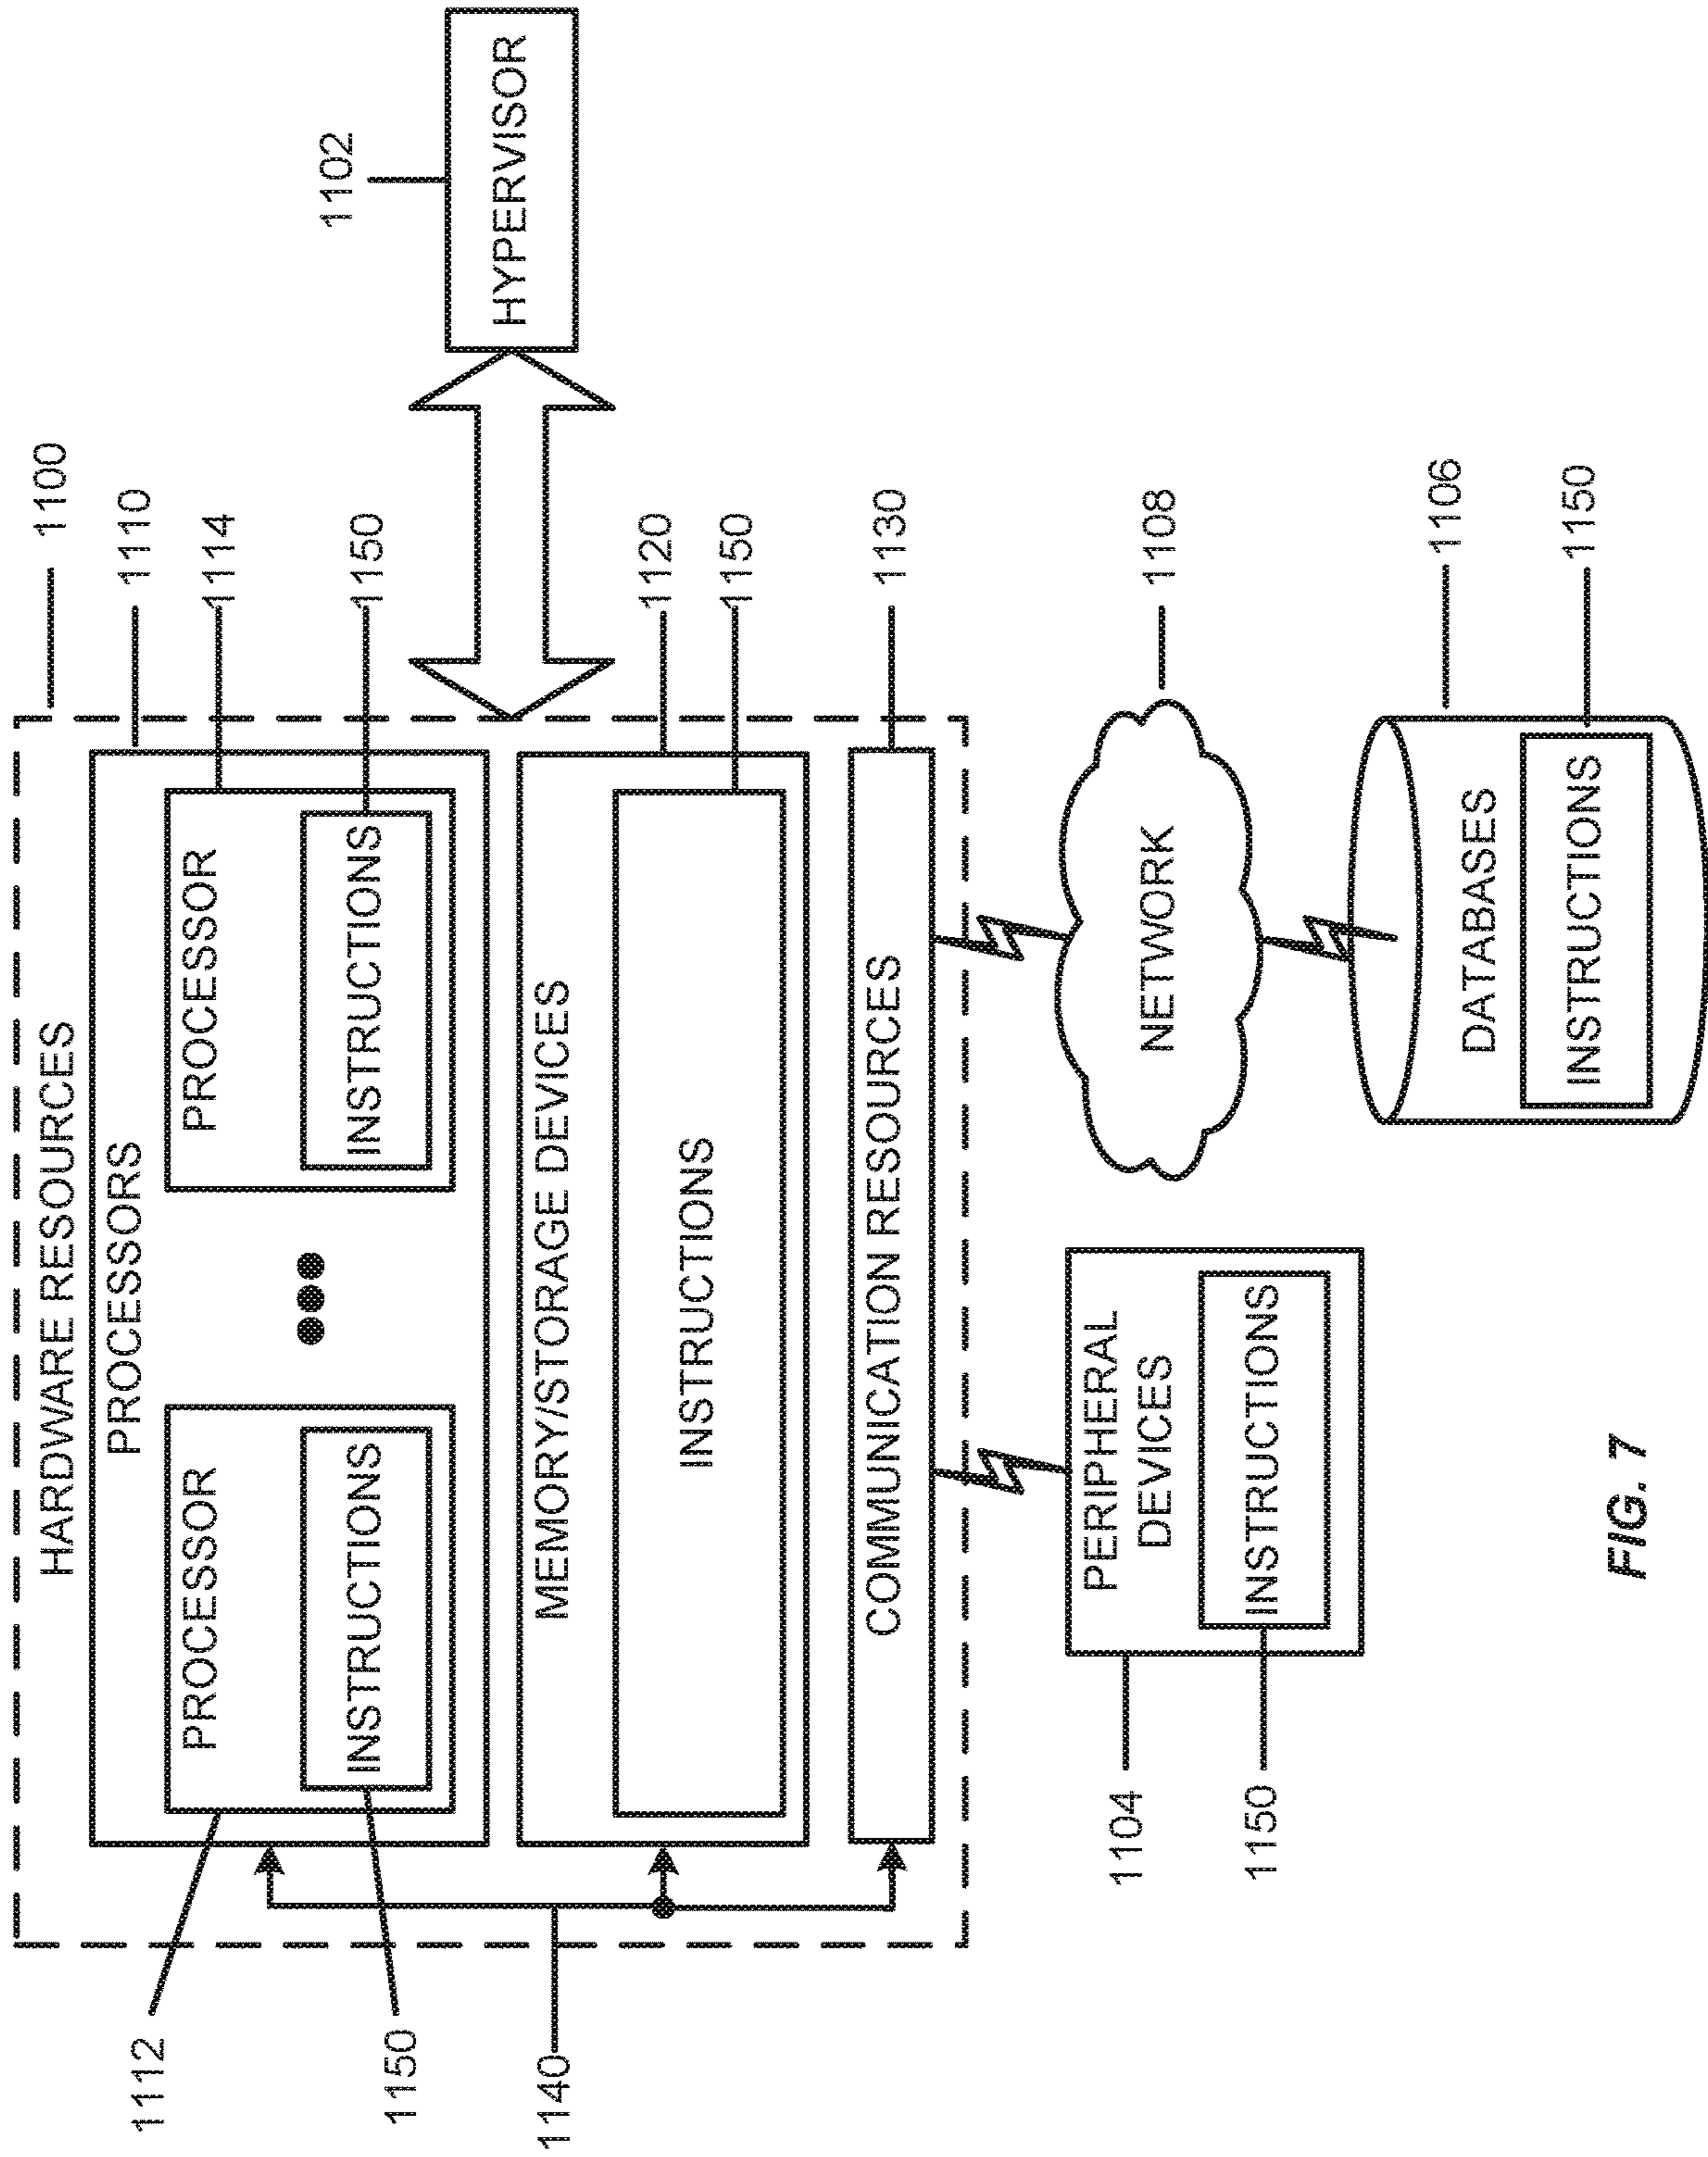 HARDWARE RESOURCES
1100
PROCESSORS
1110
1112
PROCESSOR
PROCESSOR
1114
1102
1150
INSTRUCTIONS
INSTRUCTIONS
1150
HYPERVISOR
1140
MEMORY/STORAGE DEVICES
1120
INSTRUCTIONS
1150
COMMUNICATION RESOURCES
1130
1104
PERIPHERAL
DEVICES
NETWORK
1108
1150
INSTRUCTIONS
DATABASES
1106
INSTRUCTIONS
1150
FIG. 7